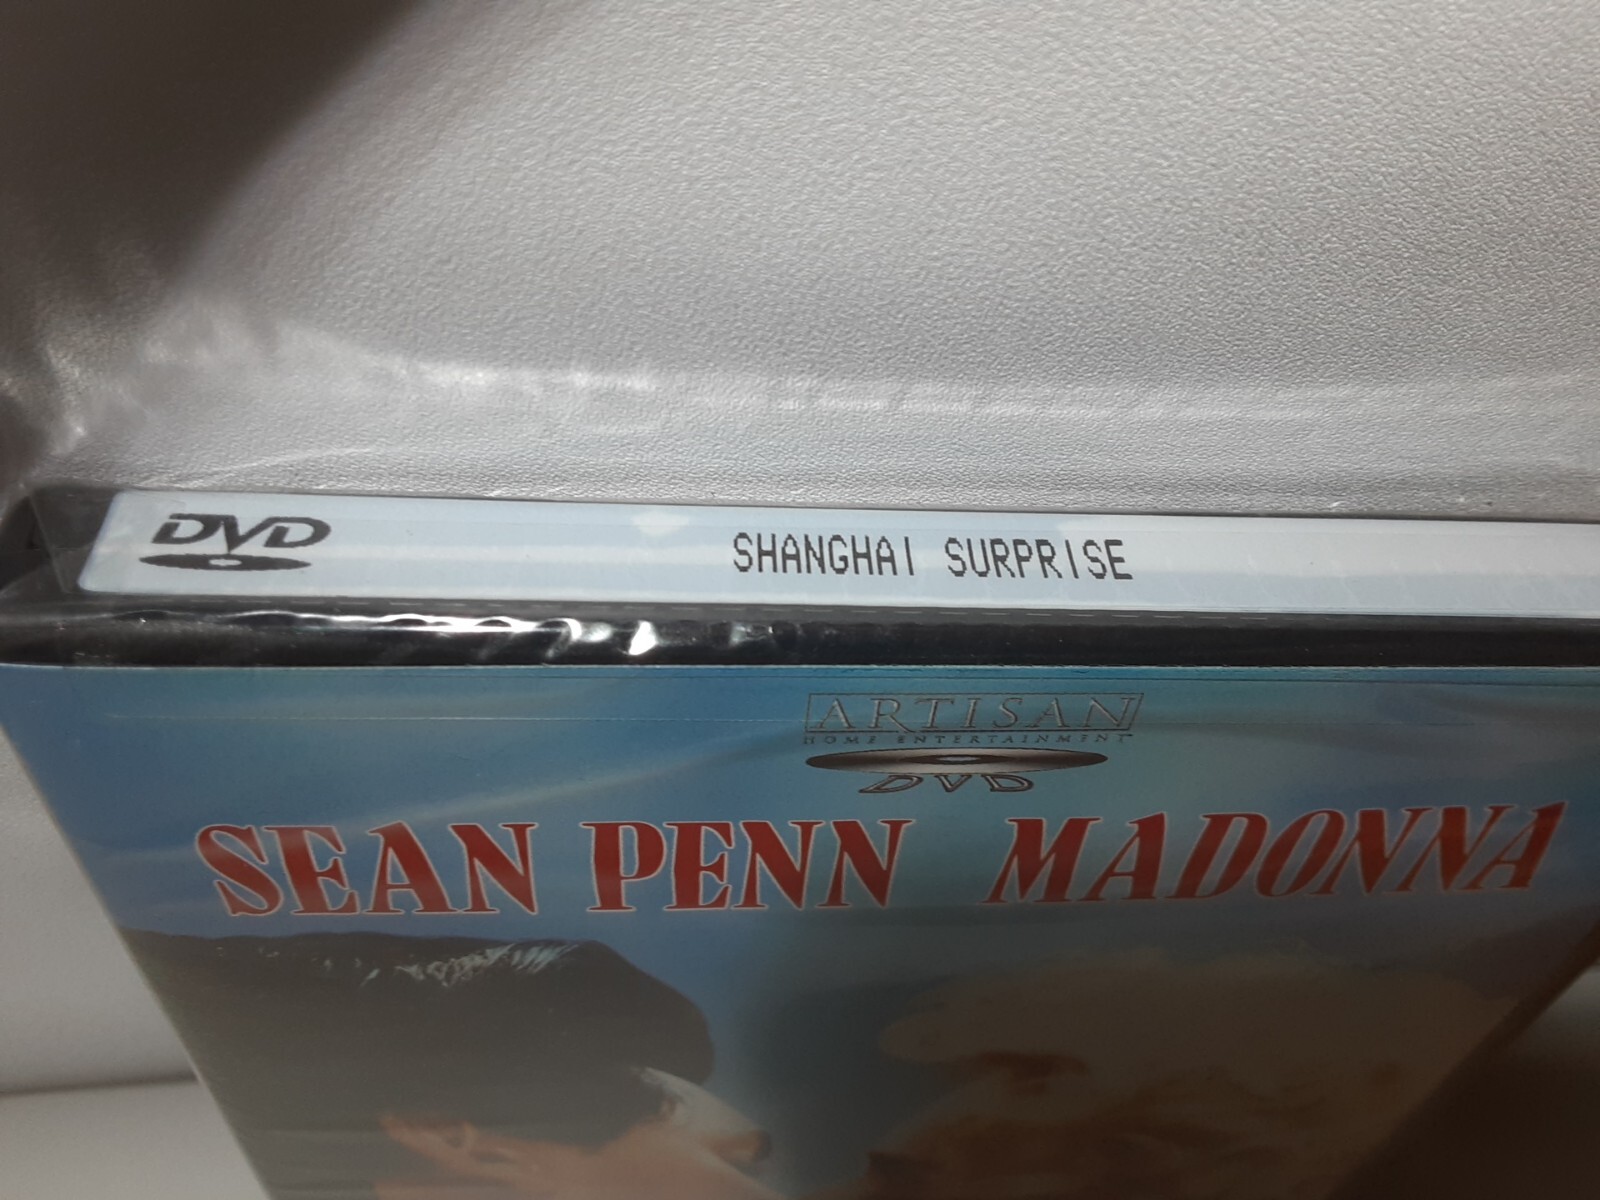 DVD
SHANGHAI SURPRISE
ARTISAN
HOME ENTERTAINMENT
DVD
SEAN PENN MADONNA